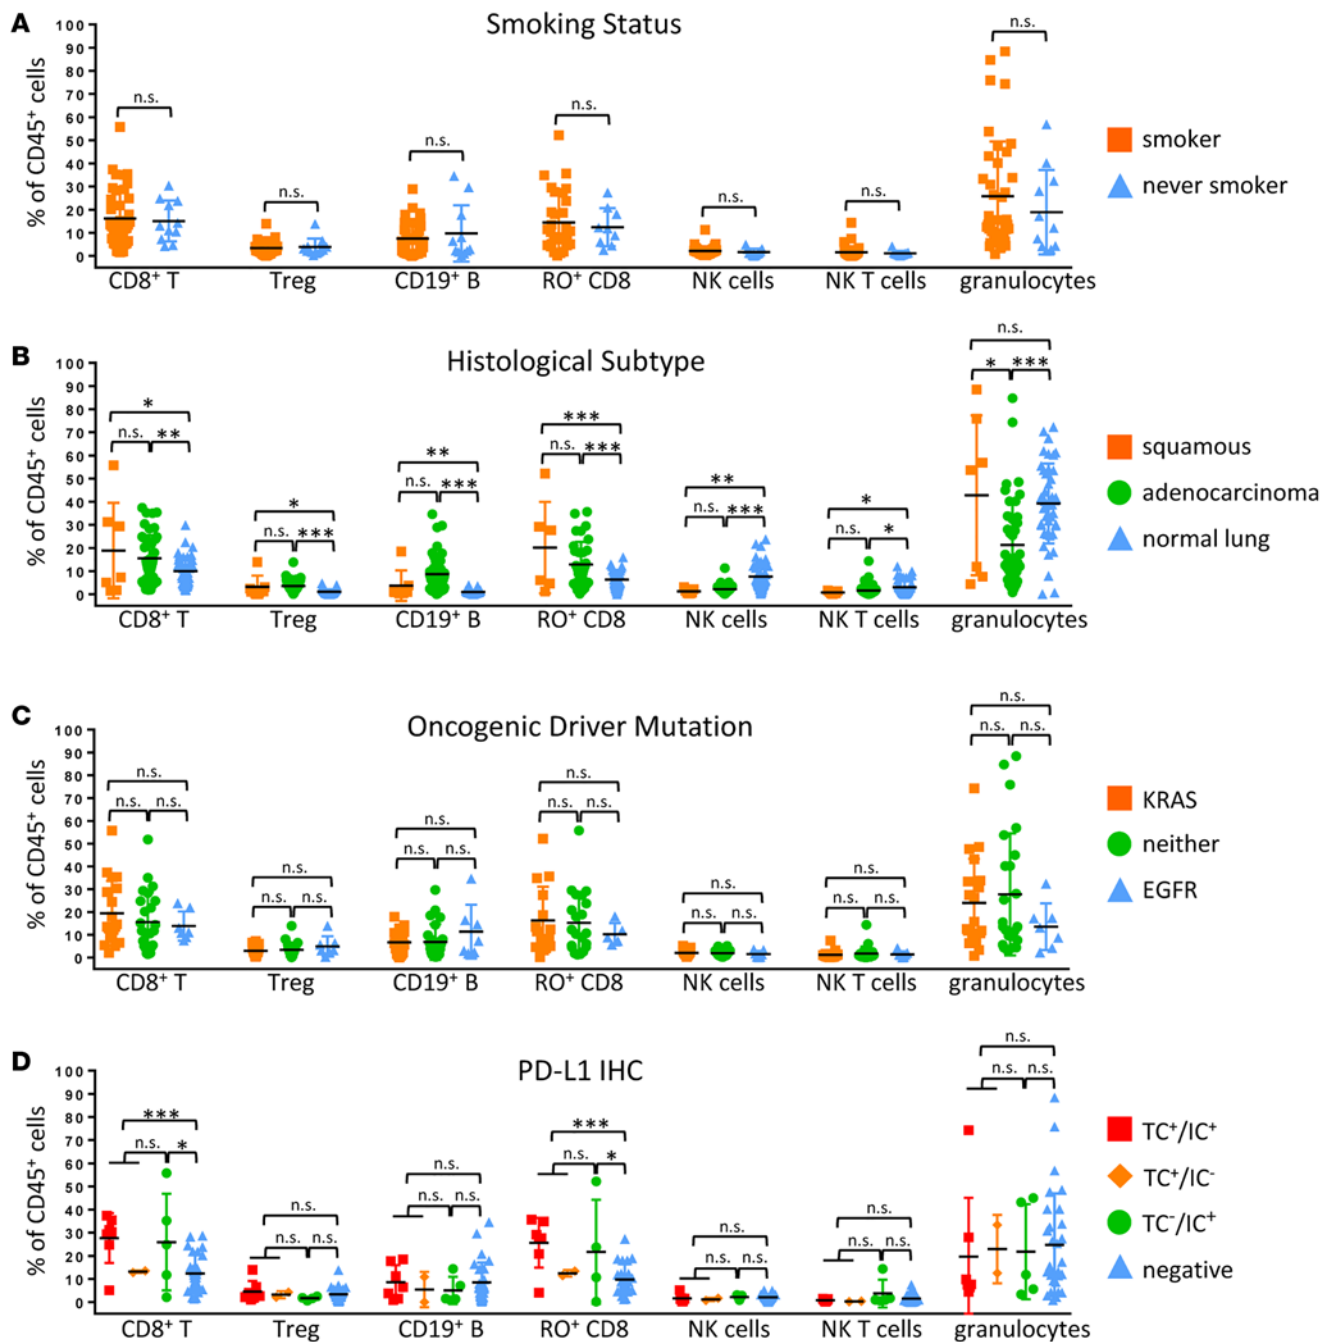 A
Smoking Status
% of CD45⁺ cells
100
90
80
70
60
50
40
30
20
10
0
n.s.
n.s.
n.s.
n.s.
n.s.
n.s.
n.s.
CD8⁺ T
Treg
CD19⁺ B
RO⁺ CD8
NK cells
NK T cells
granulocytes
smoker
never smoker
B
Histological Subtype
% of CD45⁺ cells
100
90
80
70
60
50
40
30
20
10
0
*
n.s. **
*
n.s. ***
**
n.s. ***
***
n.s. ***
**
n.s. ***
*
n.s. *
n.s.
* ***
CD8⁺ T
Treg
CD19⁺ B
RO⁺ CD8
NK cells
NK T cells
granulocytes
squamous
adenocarcinoma
normal lung
C
Oncogenic Driver Mutation
% of CD45⁺ cells
100
90
80
70
60
50
40
30
20
10
0
n.s.
n.s. n.s.
n.s.
n.s. n.s.
n.s.
n.s. n.s.
n.s.
n.s. n.s.
n.s.
n.s. n.s.
n.s.
n.s. n.s.
n.s.
n.s. n.s.
CD8⁺ T
Treg
CD19⁺ B
RO⁺ CD8
NK cells
NK T cells
granulocytes
KRAS
neither
EGFR
D
PD-L1 IHC
% of CD45⁺ cells
100
90
80
70
60
50
40
30
20
10
0
***
n.s. *
n.s.
n.s. n.s.
n.s.
n.s. n.s.
***
n.s. *
n.s.
n.s. n.s.
n.s.
n.s. n.s.
n.s.
n.s. n.s.
CD8⁺ T
Treg
CD19⁺ B
RO⁺ CD8
NK cells
NK T cells
granulocytes
TC⁺/IC⁺
TC⁺/IC⁻
TC⁻/IC⁺
negative